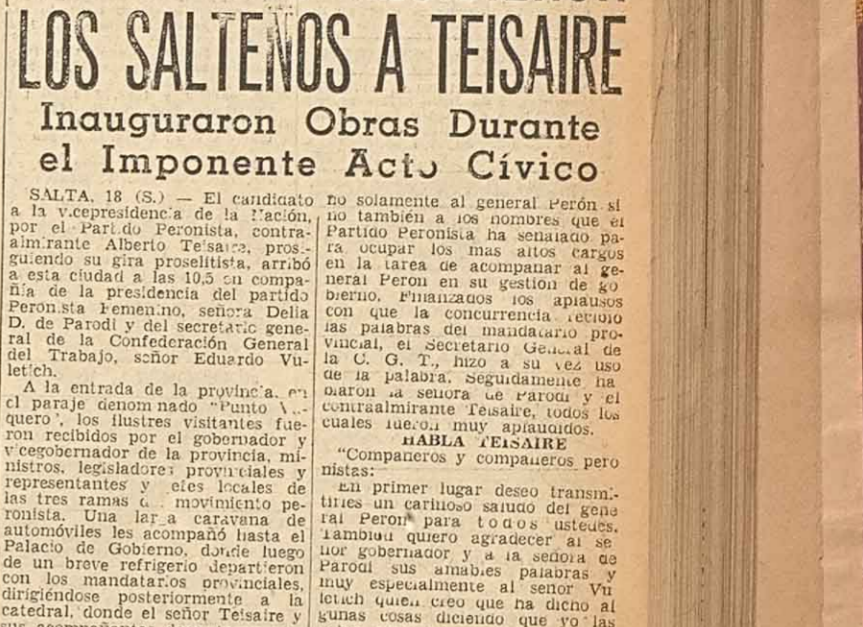 LOS SALTEÑOS A TEISAIRE
Inauguraron Obras Durante
el Imponente Acto Cívico
SALTA, 18 (S.) — El candidato
a la vicepresidencia de la Nación,
por el Partido Peronista, contra-
almirante Alberto Teisaire, prosi-
guiendo su gira proselitista, arribó
a esta ciudad a las 10,5 en compa-
ñía de la presidencia del partido
Peronista Femenino, señora Delia
D. de Parodi y del secretario gene-
ral de la Confederación General
del Trabajo, señor Eduardo Vu-
letich.
A la entrada de la provincia, en
el paraje denominado "Punto
quero", los ilustres visitantes fue-
ron recibidos por el gobernador y
vicegobernador de la provincia, mi-
nistros, legisladores provinciales y
representantes y jefes locales de
las tres ramas del movimiento pe-
ronista. Una larga caravana de
automóviles les acompañó hasta el
Palacio de Gobierno, donde luego
de un breve refrigerio departieron
con los mandatarios provinciales,
dirigiéndose posteriormente a la
catedral, donde el señor Teisaire y
sus acompañantes
no solamente al general Perón si
no también a los nombres que el
Partido Peronista ha señalado pa-
ra ocupar los mas altos cargos
en la tarea de acompañar al ge-
neral Peron en su gestión de go
bierno. Finalizados los aplausos
con que la concurrencia recibió
las palabras del mandatario pro-
vincial, el Secretario General de
la C. G. T., hizo a su vez uso
de la palabra. Seguidamente ha
blaron la señora de Parodi y el
contraalmirante Teisaire, todos los
cuales fueron muy aplaudidos.
HABLA TEISAIRE
"Compañeros y compañeros pero
nistas:
En primer lugar deseo transmi-
tirles un cariñoso saludo del gene
ral Peron para todos ustedes.
Tambien quiero agradecer al se
ñor gobernador y a la señora de
Parodi sus amables palabras y
muy especialmente al señor Vu
letich quien creo que ha dicho al
gunas cosas diciendo que yo las